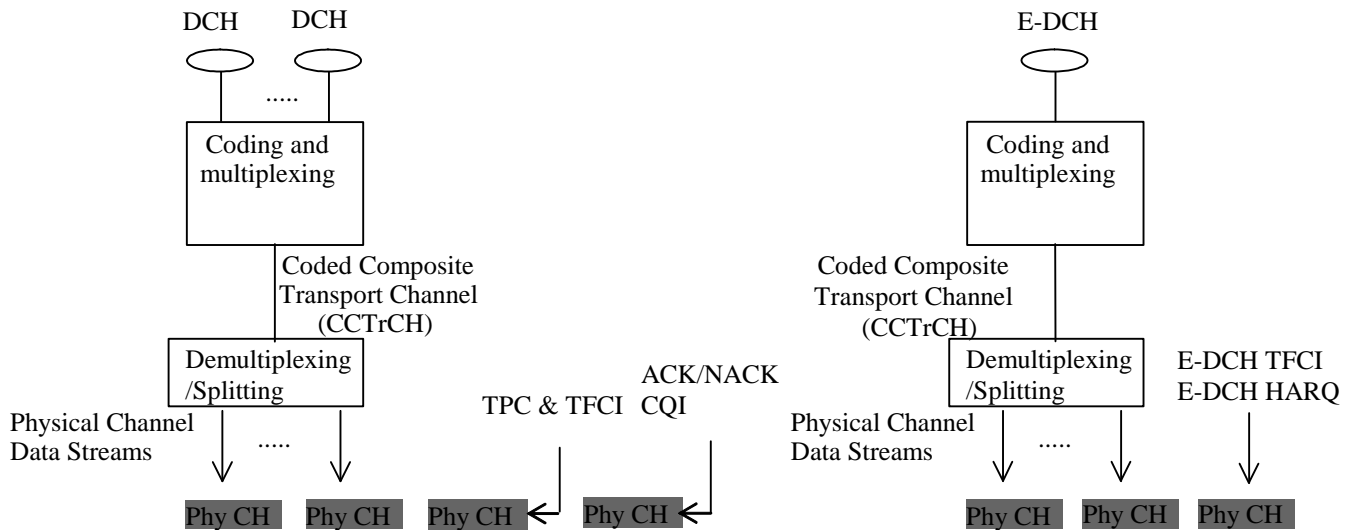 DCH
DCH
.....
Coding and
multiplexing
Coded Composite
Transport Channel
(CCTrCH)
Demultiplexing
/Splitting
Physical Channel
Data Streams
.....
TPC & TFCI
ACK/NACK
CQI
Phy CH
Phy CH
Phy CH
Phy CH
E-DCH
Coding and
multiplexing
Coded Composite
Transport Channel
(CCTrCH)
Demultiplexing
/Splitting
E-DCH TFCI
E-DCH HARQ
Physical Channel
Data Streams
.....
Phy CH
Phy CH
Phy CH